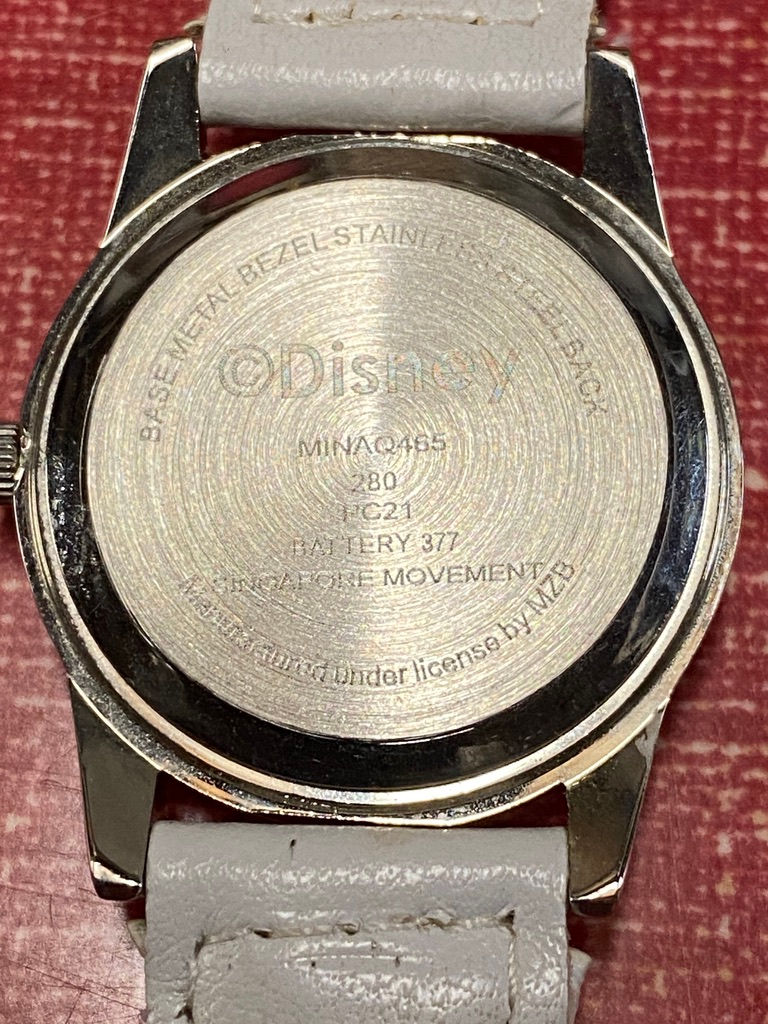 BASE METAL BEZEL STAINLESS STEEL BACK
©Disney
MINAQ465
280
PC21
BATTERY 377
SINGAPORE MOVEMENT
Manufactured under license by MZB